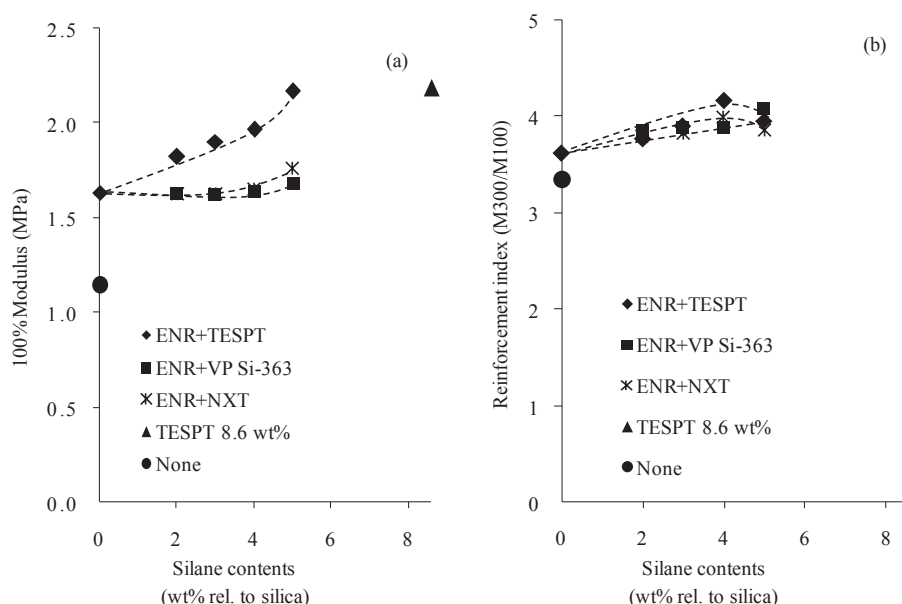 2.5
2.0
1.5
1.0
0.5
0.0
100%Modulus (MPa)
(a)
ENR+TESPT
ENR+VP Si-363
ENR+NXT
TESPT 8.6 wt%
None
0 2 4 6 8
Silane contents
(wt% rel. to silica)
5
4
3
2
1
0
Reinforcement index (M300/M100)
(b)
ENR+TESPT
ENR+VP Si-363
ENR+NXT
TESPT 8.6 wt%
None
0 2 4 6 8
Silane contents
(wt% rel. to silica)